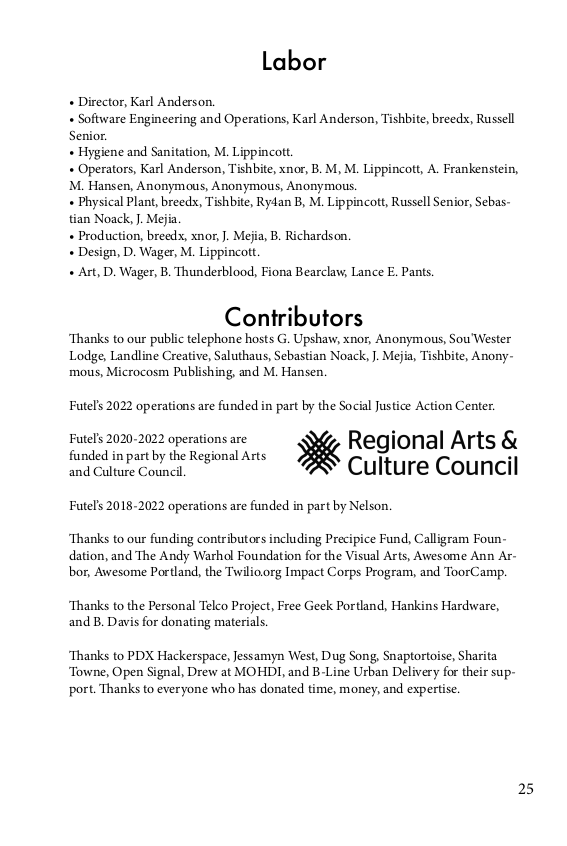 Labor
• Director, Karl Anderson.
• Software Engineering and Operations, Karl Anderson, Tishbite, breedx, Russell
Senior.
• Hygiene and Sanitation, M. Lippincott.
• Operators, Karl Anderson, Tishbite, xnor, B. M, M. Lippincott, A. Frankenstein,
M. Hansen, Anonymous, Anonymous, Anonymous.
• Physical Plant, breedx, Tishbite, Ry4an B, M. Lippincott, Russell Senior, Sebas-
tian Noack, J. Mejia.
• Production, breedx, xnor, J. Mejia, B. Richardson.
• Design, D. Wager, M. Lippincott.
• Art, D. Wager, B. Thunderblood, Fiona Bearclaw, Lance E. Pants.
Contributors
Thanks to our public telephone hosts G. Upshaw, xnor, Anonymous, Sou'Wester
Lodge, Landline Creative, Saluthaus, Sebastian Noack, J. Mejia, Tishbite, Anony-
mous, Microcosm Publishing, and M. Hansen.
Futel’s 2022 operations are funded in part by the Social Justice Action Center.
Futel’s 2020-2022 operations are
funded in part by the Regional Arts
and Culture Council.
Regional Arts &
Culture Council
Futel’s 2018-2022 operations are funded in part by Nelson.
Thanks to our funding contributors including Precipice Fund, Calligram Foun-
dation, and The Andy Warhol Foundation for the Visual Arts, Awesome Ann Ar-
bor, Awesome Portland, the Twilio.org Impact Corps Program, and ToorCamp.
Thanks to the Personal Telco Project, Free Geek Portland, Hankins Hardware,
and B. Davis for donating materials.
Thanks to PDX Hackerspace, Jessamyn West, Dug Song, Snaptortoise, Sharita
Towne, Open Signal, Drew at MOHDI, and B-Line Urban Delivery for their sup-
port. Thanks to everyone who has donated time, money, and expertise.
25